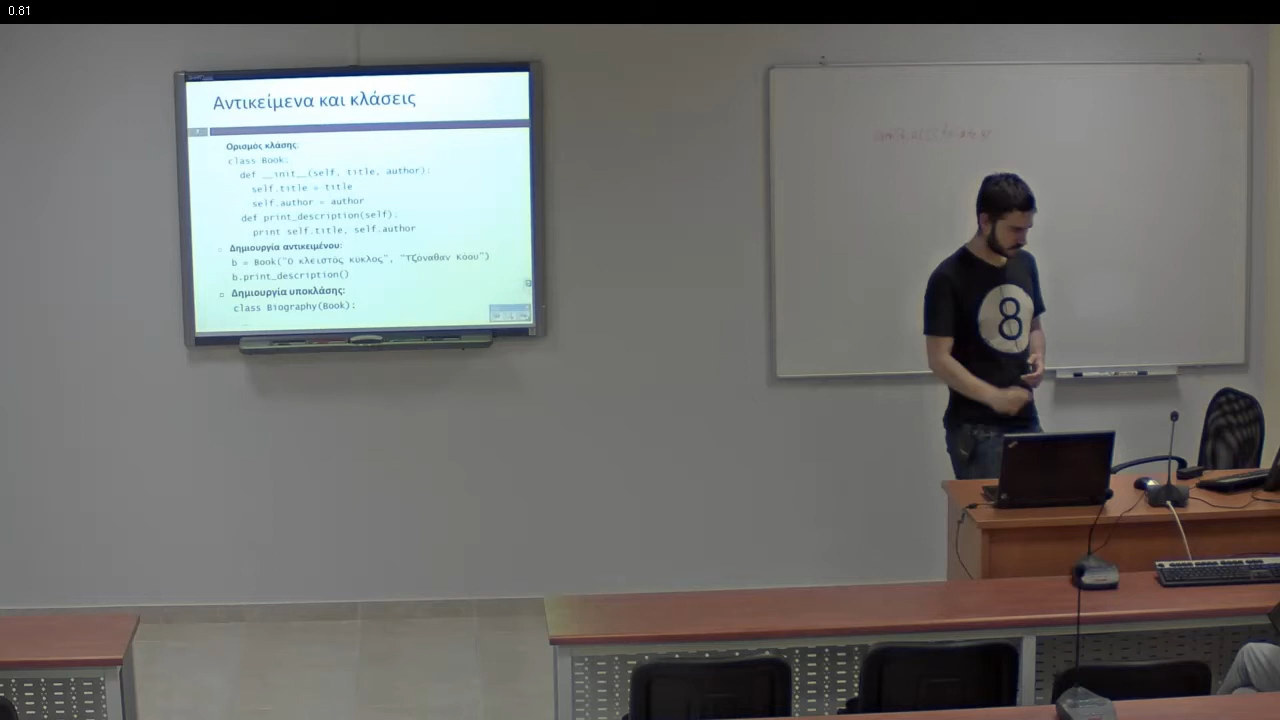 0.81
Αντικείμενα και κλάσεις
Ορισμός κλάσης:
class Book:
def __init__(self, title, author):
self.title = title
self.author = author
def print_description(self):
print self.title, self.author
Δημιουργία αντικειμένου:
b = Book("Ο κλειστός κύκλος", "Τζοναθαν Κόου")
b.print_description()
Δημιουργία υποκλάσης:
class Biography(Book):
8